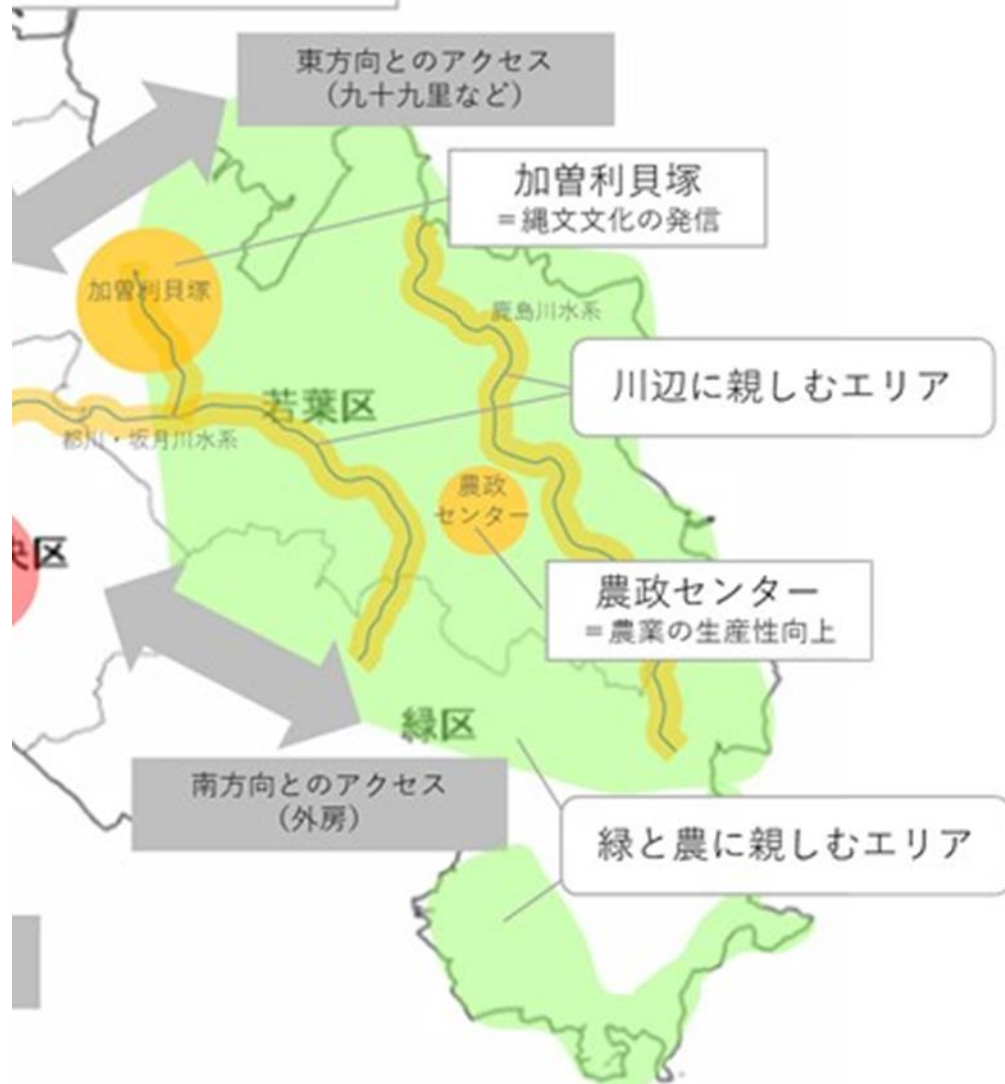 東方向とのアクセス
（九十九里など）
加曽利貝塚
＝縄文文化の発信
加曽利貝塚
鹿島川水系
川辺に親しむエリア
若葉区
都川・坂月川水系
農政
センター
央区
農政センター
＝農業の生産性向上
緑区
南方向とのアクセス
（外房）
緑と農に親しむエリア